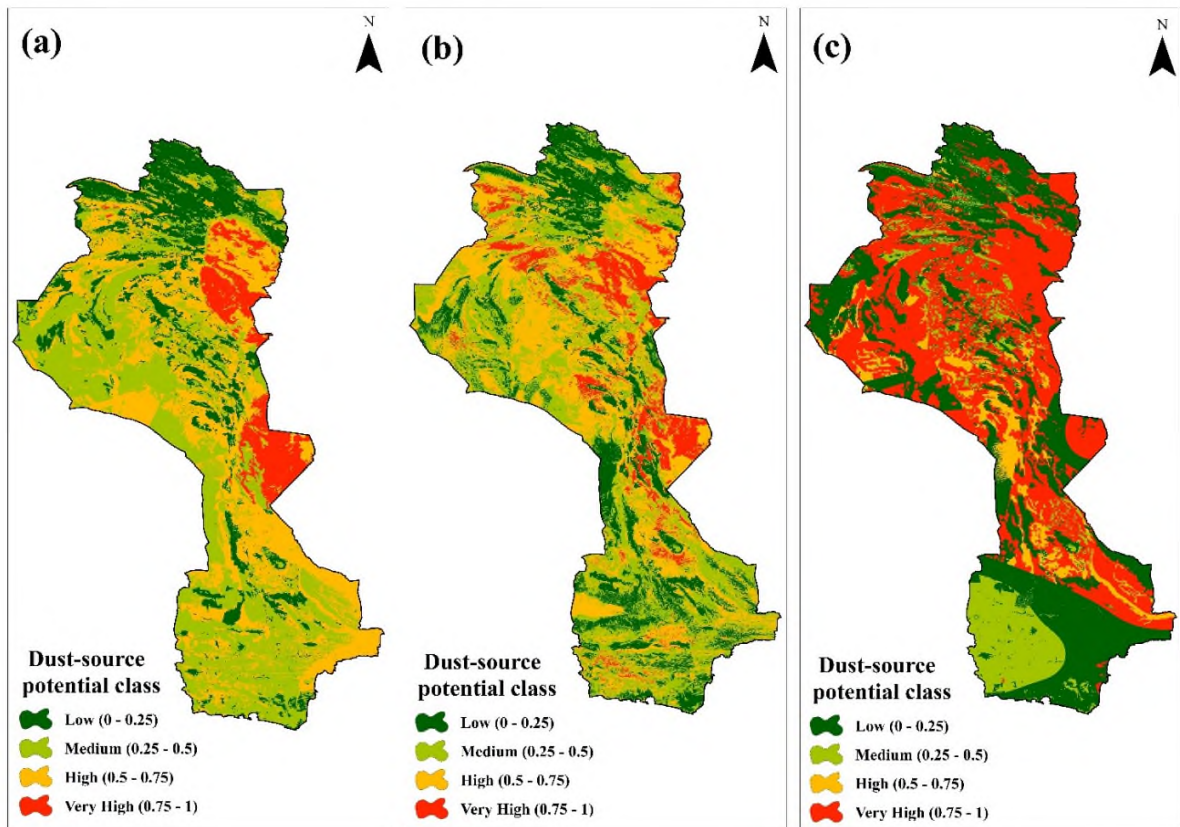 (a)
N
Dust-source
potential class
Low (0 - 0.25)
Medium (0.25 - 0.5)
High (0.5 - 0.75)
Very High (0.75 - 1)
(b)
N
Dust-source
potential class
Low (0 - 0.25)
Medium (0.25 - 0.5)
High (0.5 - 0.75)
Very High (0.75 - 1)
(c)
N
Dust-source
potential class
Low (0 - 0.25)
Medium (0.25 - 0.5)
High (0.5 - 0.75)
Very High (0.75 - 1)